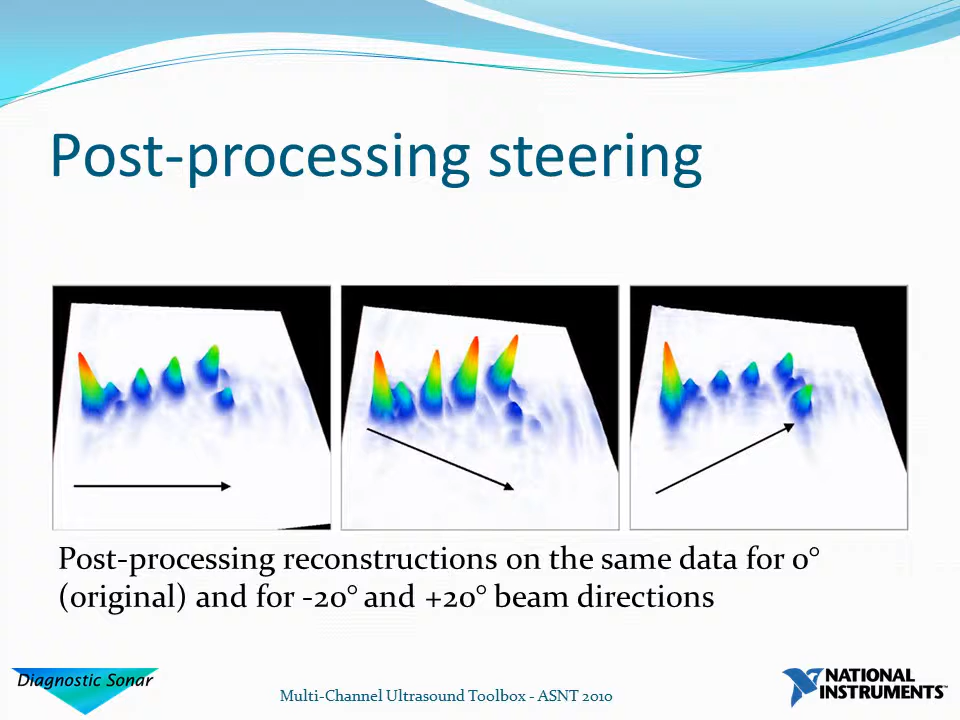 Post-processing steering
Post-processing reconstructions on the same data for 0°
(original) and for -20° and +20° beam directions
Diagnostic Sonar
Multi-Channel Ultrasound Toolbox - ASNT 2010
NATIONAL
INSTRUMENTS™